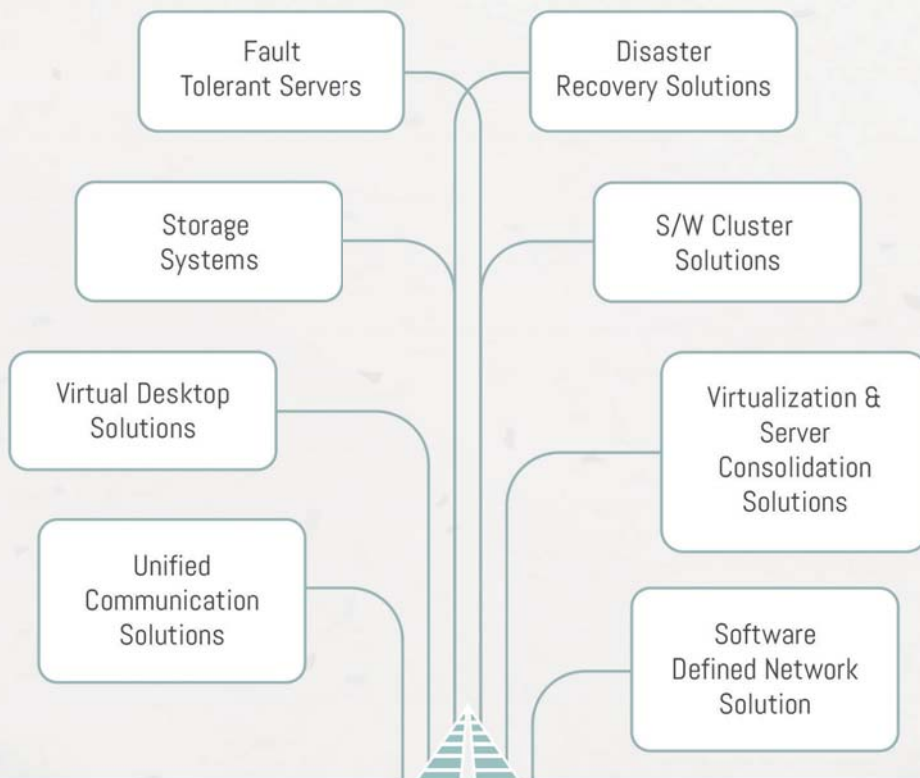 Fault
Tolerant Servers
Disaster
Recovery Solutions
Storage
Systems
S/W Cluster
Solutions
Virtual Desktop
Solutions
Virtualization &
Server
Consolidation
Solutions
Unified
Communication
Solutions
Software
Defined Network
Solution